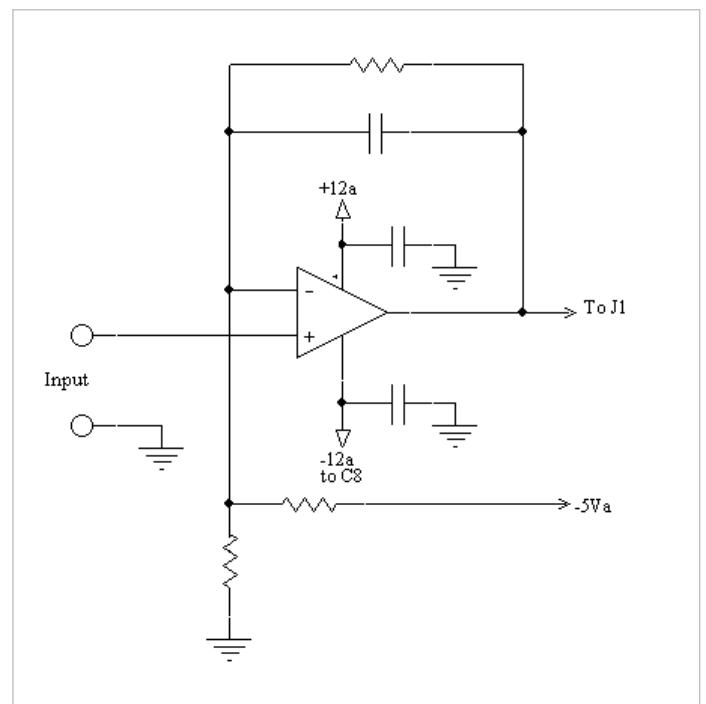 +12a
-
+
To J1
Input
-12a
to C8
-5Va